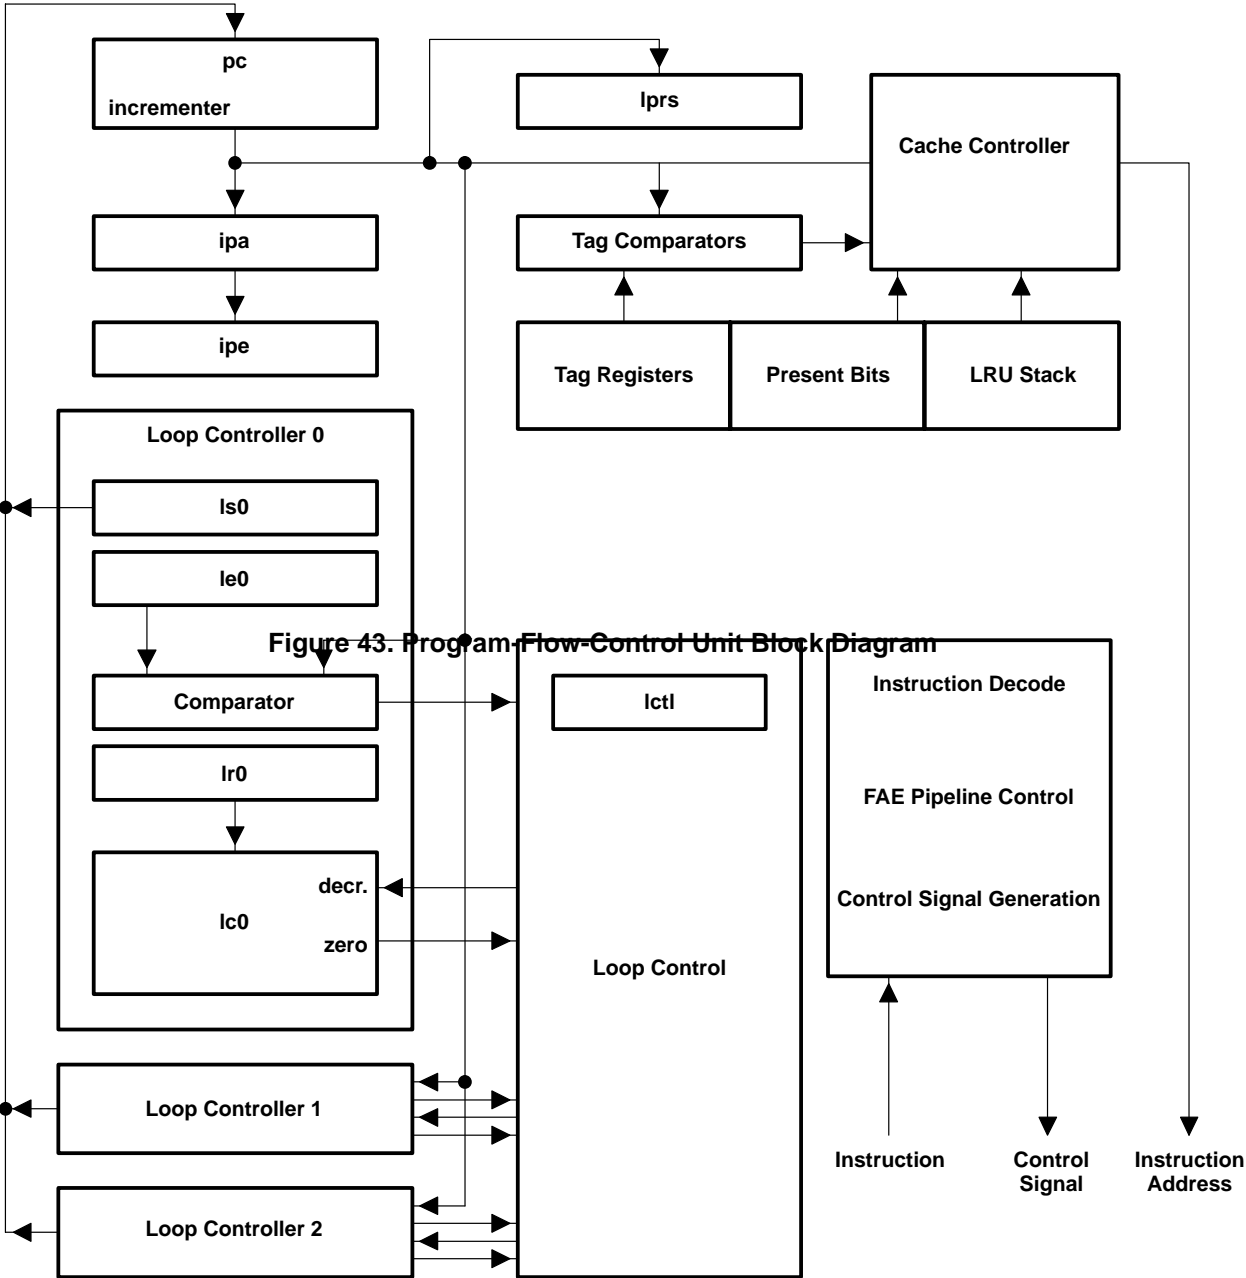 pc
incrementer
lprs
Cache Controller
ipa
Tag Comparators
ipe
Tag Registers
Present Bits
LRU Stack
Loop Controller 0
ls0
le0
Figure 43. Program-Flow-Control Unit Block Diagram
Comparator
lctl
Instruction Decode
lr0
FAE Pipeline Control
decr.
lc0
zero
Control Signal Generation
Loop Control
Loop Controller 1
Instruction
Control
Signal
Instruction
Address
Loop Controller 2